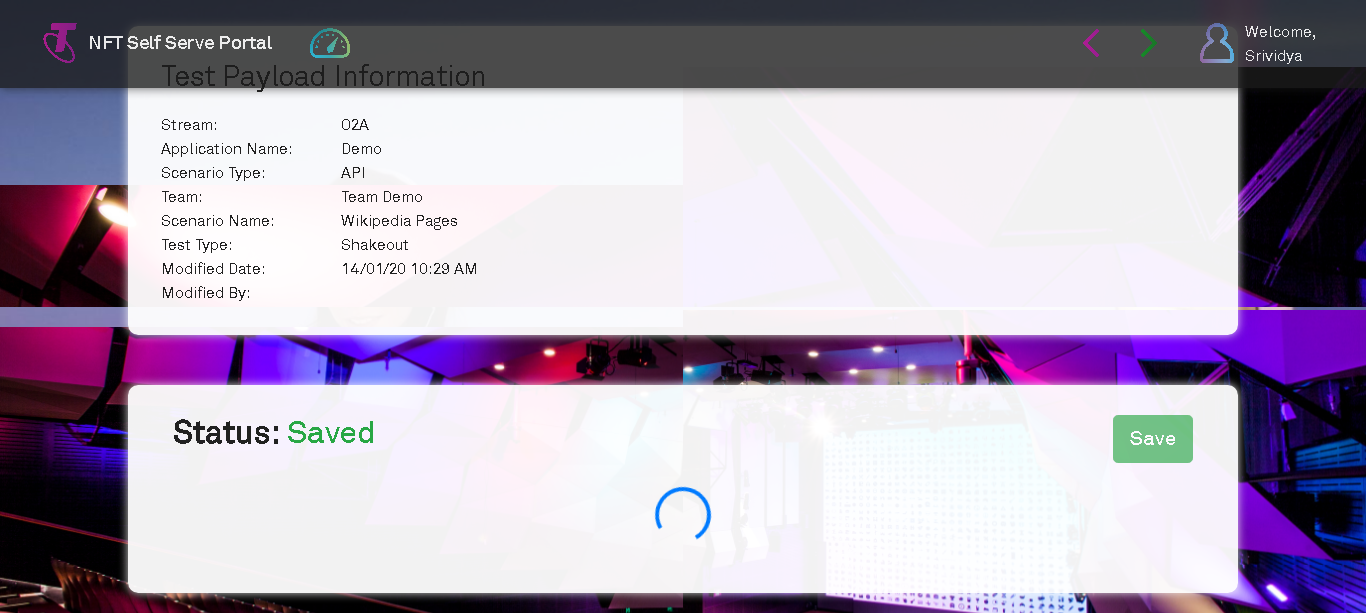 NFT Self Serve Portal
Welcome,
Srividya
Test Payload Information
Stream: O2A
Application Name: Demo
Scenario Type: API
Team: Team Demo
Scenario Name: Wikipedia Pages
Test Type: Shakeout
Modified Date: 14/01/20 10:29 AM
Modified By:
Status: Saved
Save